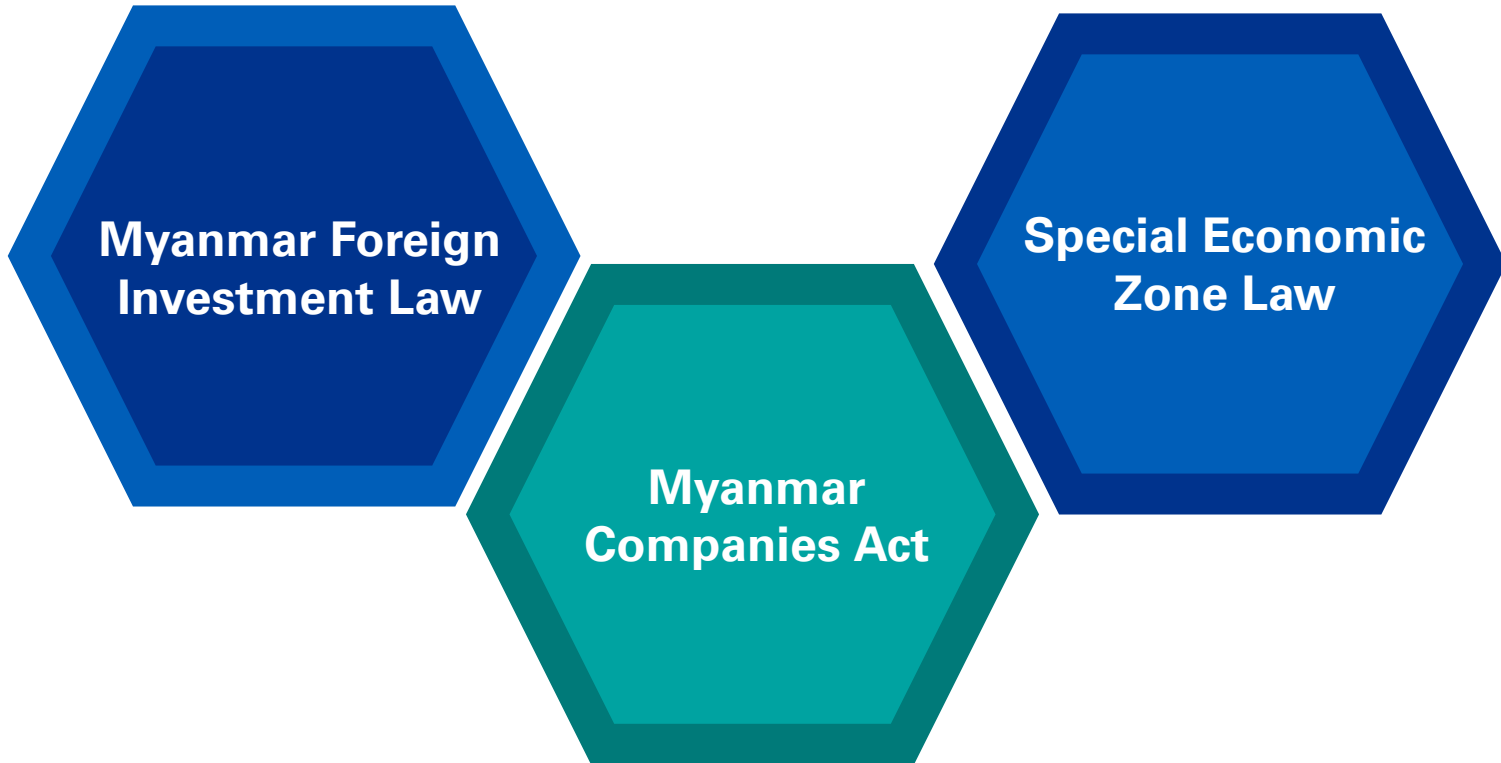 Myanmar Foreign
Investment Law
Special Economic
Zone Law
Myanmar
Companies Act